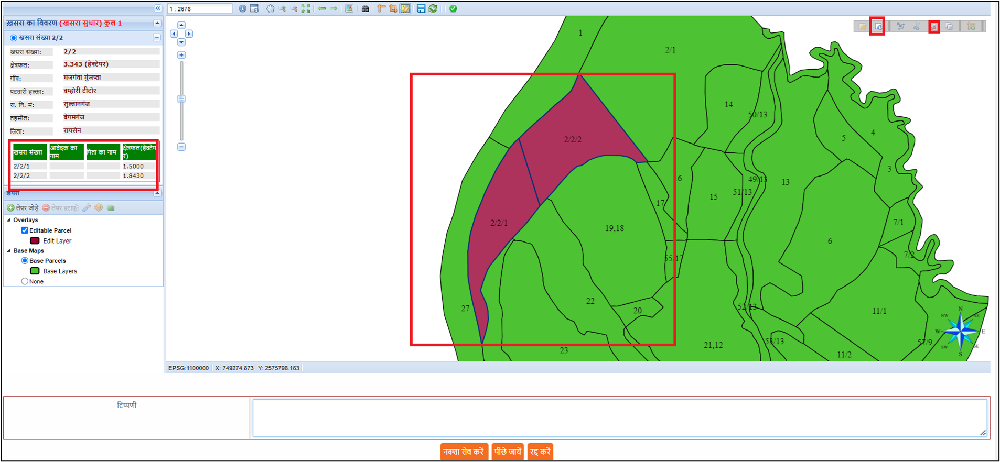 1 : 2678
ख़सरा का विवरण (खसरा सुधार) कुल 1
खसरा संख्या 2/2
खसरा संख्या: 2/2
क्षेत्रफल: 3.343 (हेक्टेयर)
गाँव: मजगंवा मुंजप्ता
पटवारी हल्का: बम्होरी टीटोर
रा. नि. मं: सुल्तानगंज
तहसील: बेगमगंज
जिला: रायसेन
खसरा संख्या आवेदक का नाम पिता का नाम क्षेत्रफल(हेक्टेयर)
2/2/1 1.5000
2/2/2 1.8430
लेयर्स
लेयर जोड़ें लेयर हटाएँ
Overlays
Editable Parcel
Edit Layer
Base Maps
Base Parcels
Base Layers
None
1
2/1
14
50/13
4
5
2/2/2
3
16
49/13
13
51/13
15
17
7/1
2/2/1
19,18
6
7/2
55/17
22
52/13
27
20
11/1
N
NW
NE
W
E
SW
SE
S
53/13
57/9
21,12
23
11/2
EPSG:1100000 X: 749274.873 Y: 2575798.163
टिप्पणी
नक्शा सेव करें पीछे जायें रद्द करें